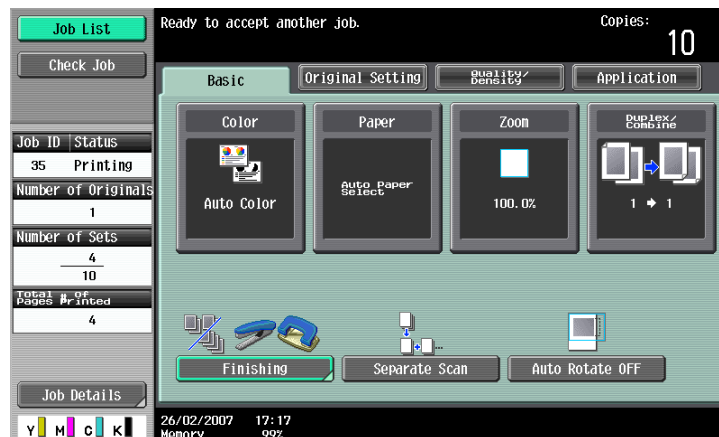 Job List
Check Job
Job ID Status
35 Printing
Number of Originals
1
Number of Sets
4
10
Total # of
Pages Printed
4
Job Details
Y M C K
Ready to accept another job.
Copies:
10
Basic
Original Setting
Quality/
Density
Application
Color
Auto Color
Paper
Auto Paper
Select
Zoom
100.0%
Duplex/
Combine
1 → 1
Finishing
Separate Scan
Auto Rotate OFF
26/02/2007 17:17
Memory 99%